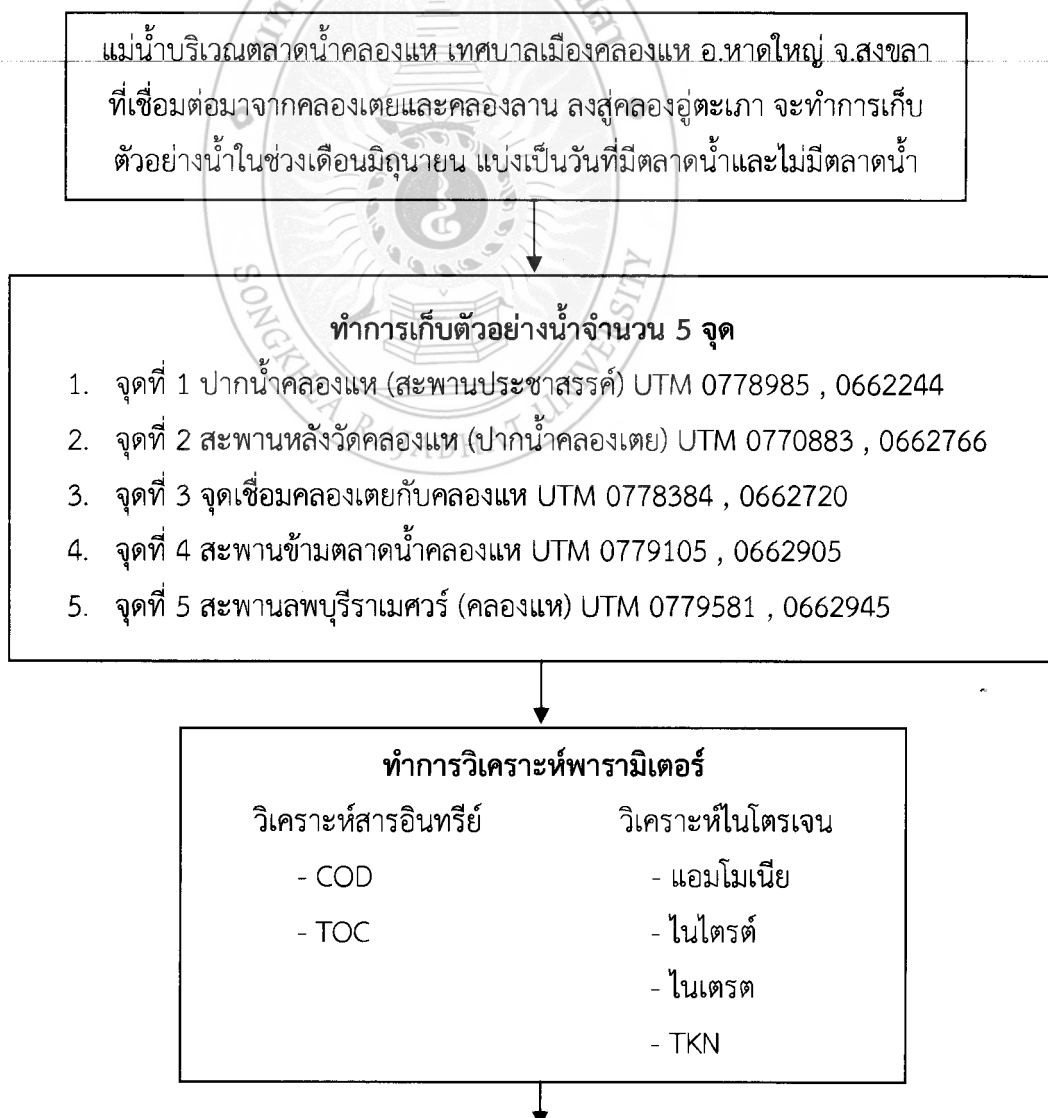 แม่น้ำบริเวณตลาดน้ำคลองแห เทศบาลเมืองคลองแห อ.หาดใหญ่ จ.สงขลา
ที่เชื่อมต่อมาจากคลองเตยและคลองลาน ลงสู่คลองอู่ตะเภา จะทำการเก็บ
ตัวอย่างน้ำในช่วงเดือนมิถุนายน แบ่งเป็นวันที่มีตลาดน้ำและไม่มีตลาดน้ำ
SONGKHLA RAJABHAT UNIVERSITY
ทำการเก็บตัวอย่างน้ำจำนวน 5 จุด
1. จุดที่ 1 ปากน้ำคลองแห (สะพานประชาสรรค์) UTM 0778985 , 0662244
2. จุดที่ 2 สะพานหลังวัดคลองแห (ปากน้ำคลองเตย) UTM 0770883 , 0662766
3. จุดที่ 3 จุดเชื่อมคลองเตยกับคลองแห UTM 0778384 , 0662720
4. จุดที่ 4 สะพานข้ามตลาดน้ำคลองแห UTM 0779105 , 0662905
5. จุดที่ 5 สะพานลพบุรีราเมศวร์ (คลองแห) UTM 0779581 , 0662945
ทำการวิเคราะห์พารามิเตอร์
วิเคราะห์สารอินทรีย์ วิเคราะห์ไนโตรเจน
- COD - แอมโมเนีย
- TOC - ไนไตรต์
- ไนเตรต
- TKN